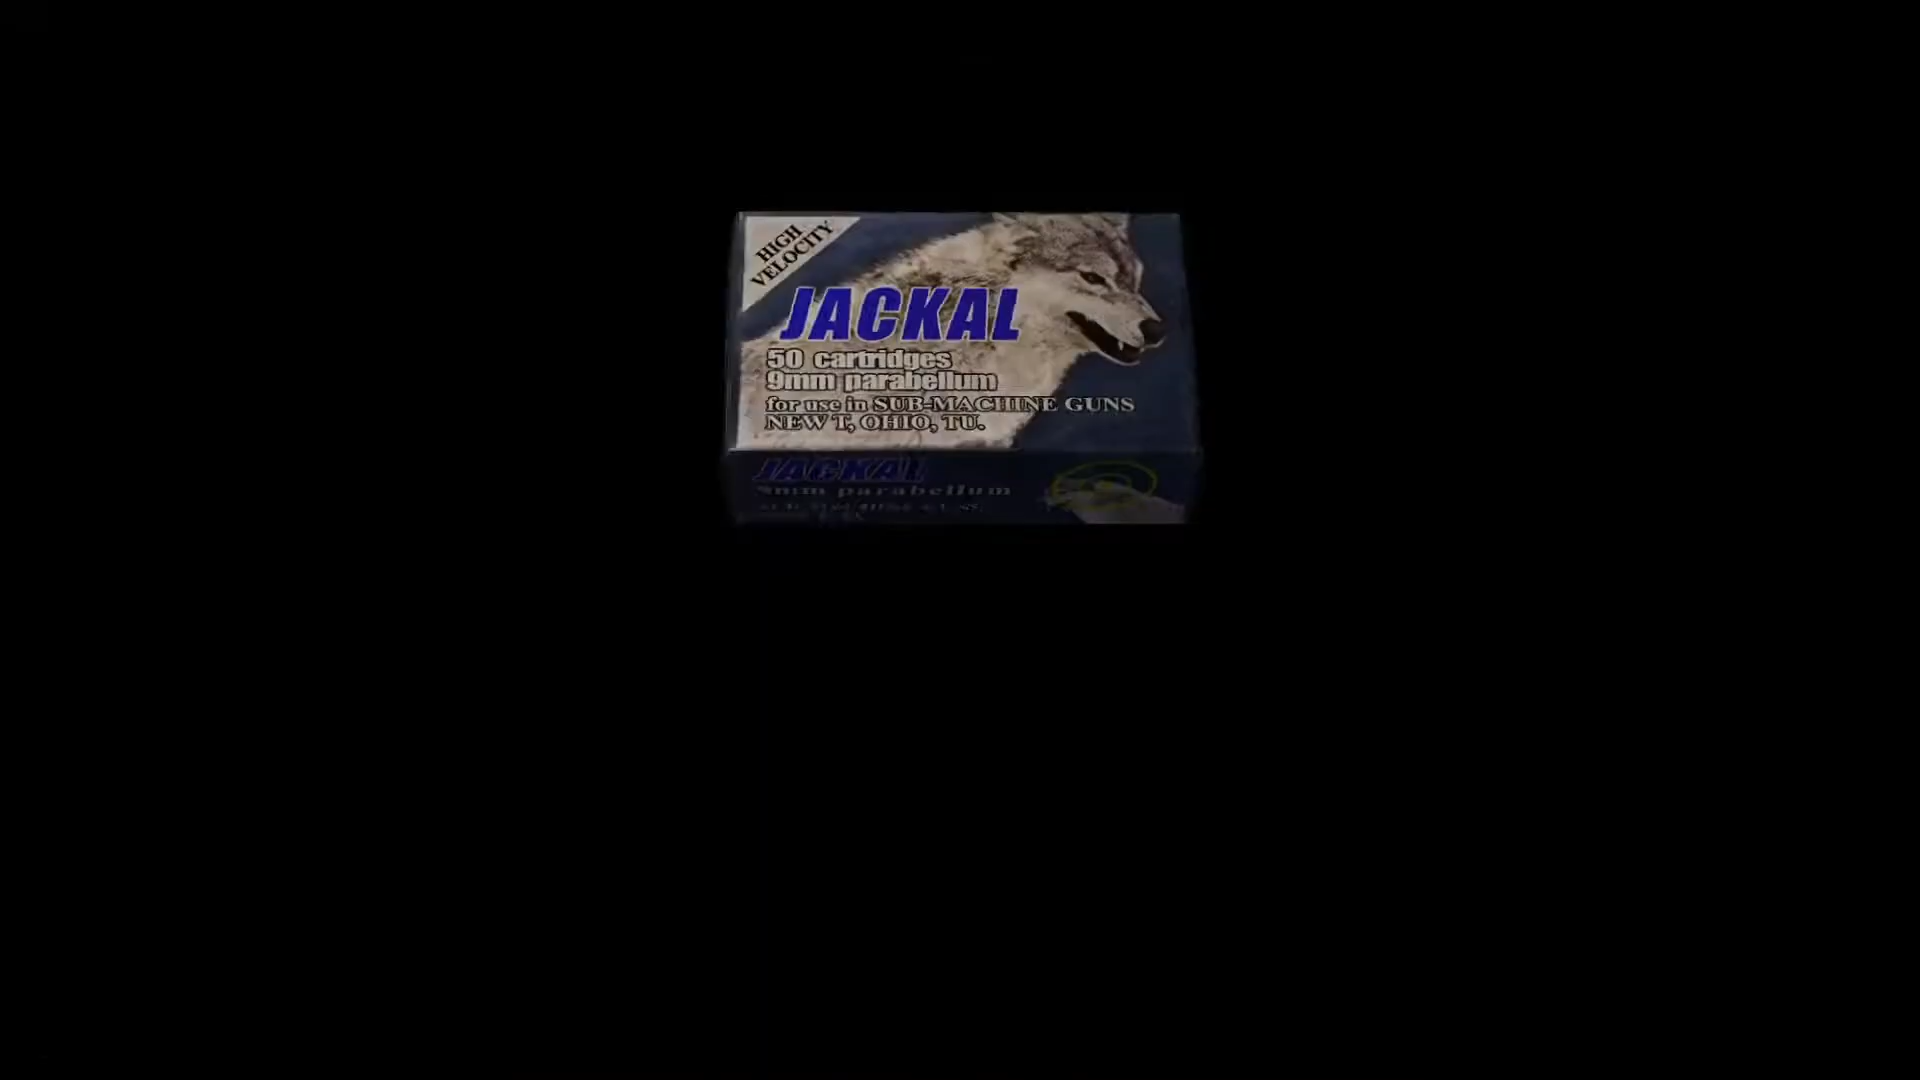 HIGH
VELOCITY
JACKAL
50 cartridges
9mm parabellum
for use in SUB-MACHINE GUNS
NEW T, OHIO, TU.
JACKAL
9mm parabellum